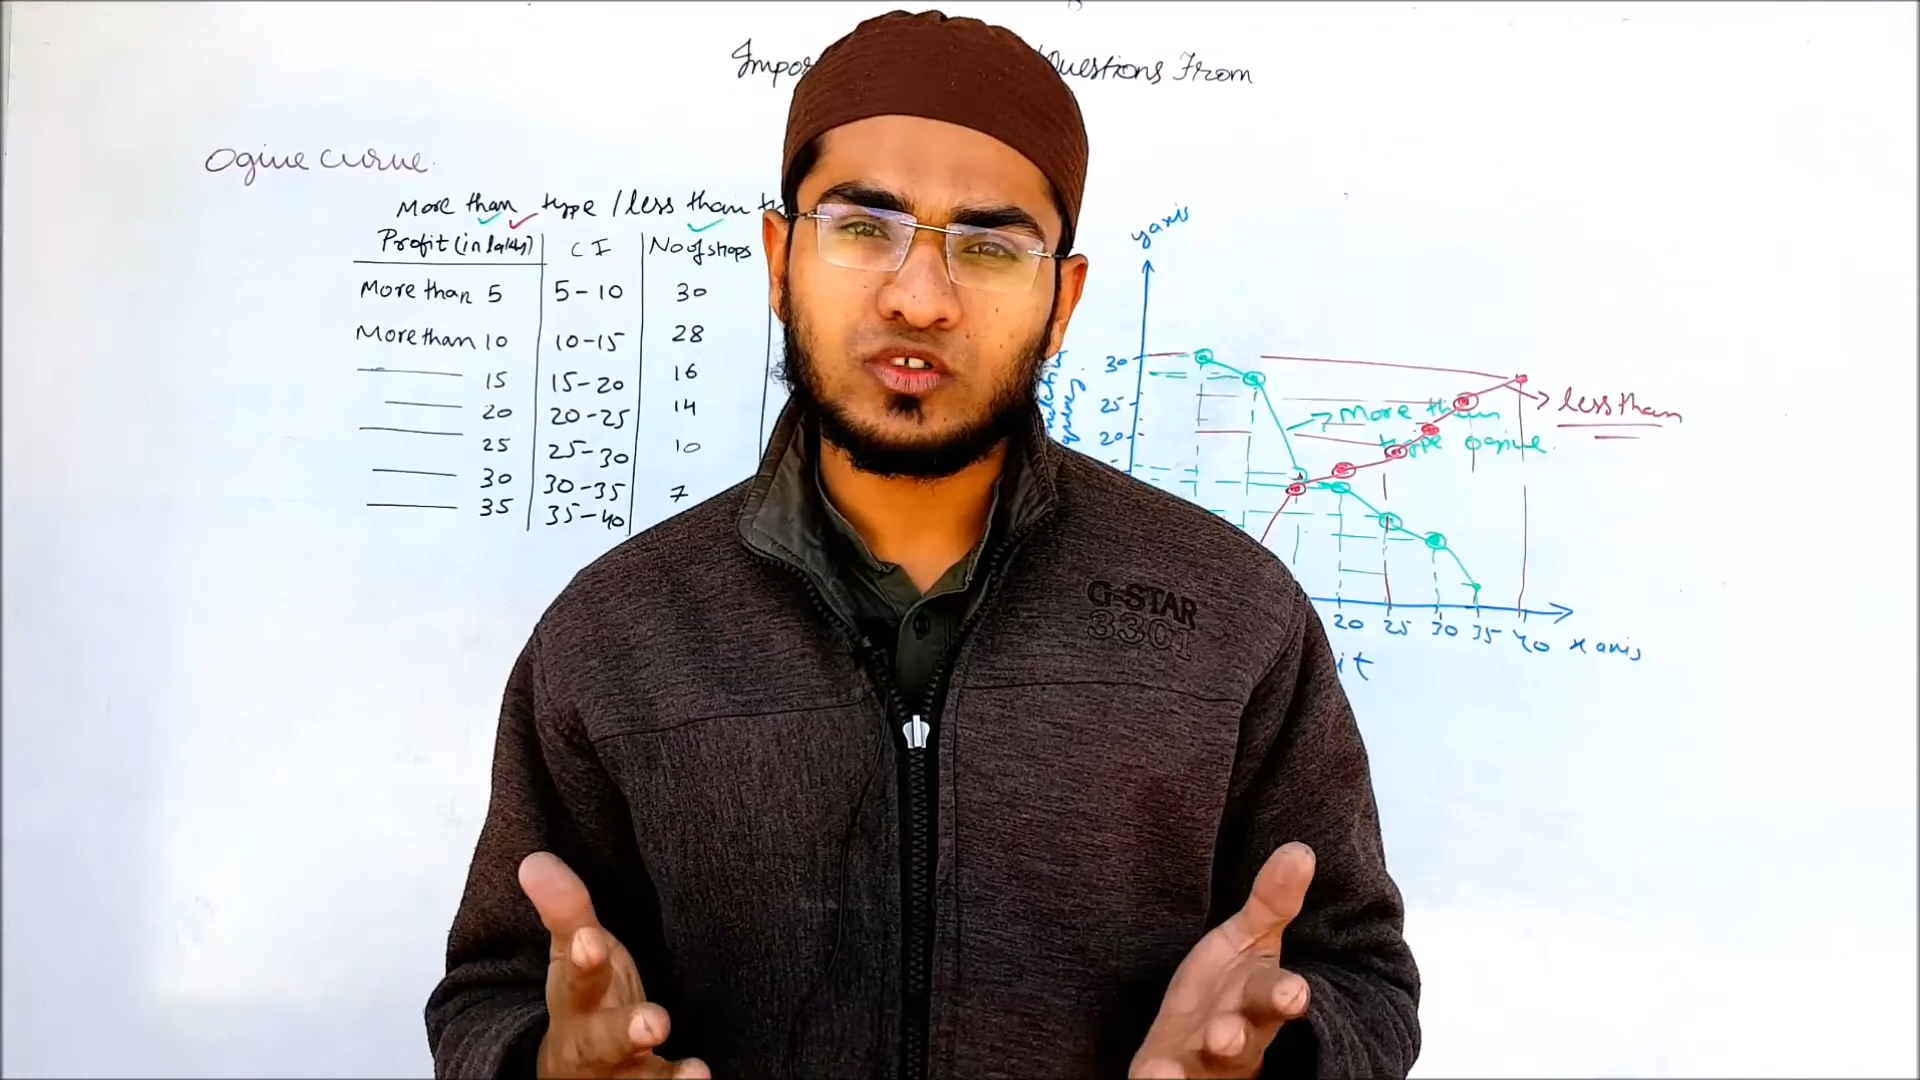 Impor Questions From
Ogive curve.
More than type / less than
Profit (in lakhs) C I No of shops
More than 5 5-10 30
More than 10 10-15 28
15 15-20 16
20 20-25 14
25 25-30 10
30 30-35 7
35 35-40
y axis
30
25
20
More than
type ogive.
less than
20 25 30 35 40 x axis
it
G-STAR
3301